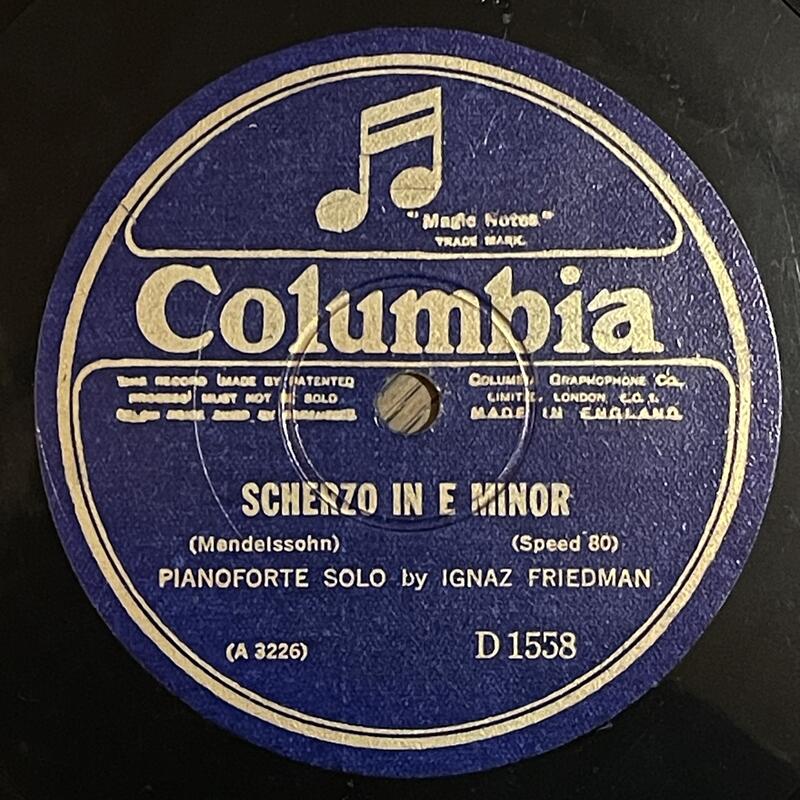 "Magic Notes"
TRADE MARK.
Columbia
THIS RECORD (MADE BY PATENTED
PROCESS) MUST NOT BE SOLD
COLUMBIA GRAPHOPHONE CO.,
LONDON, E.C.1.
MADE IN ENGLAND.
SCHERZO IN E MINOR
(Mendelssohn) (Speed 80)
PIANOFORTE SOLO by IGNAZ FRIEDMAN
(A 3226) D 1558